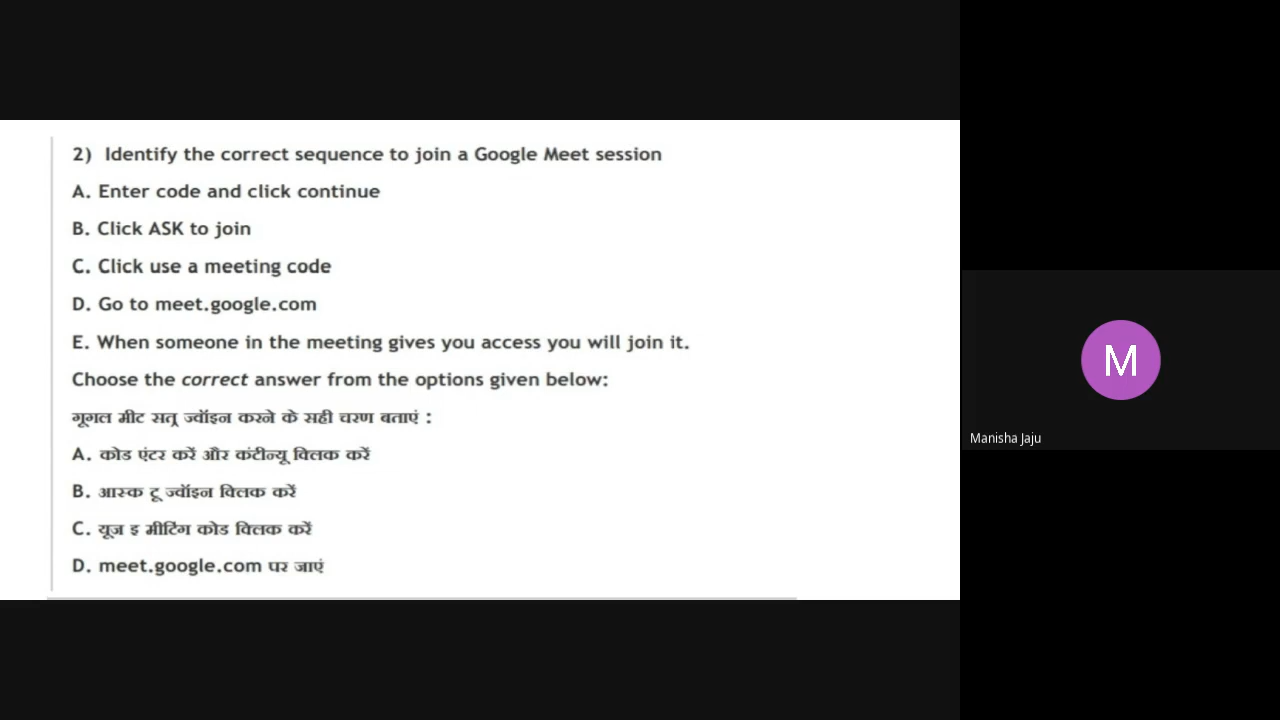 2) Identify the correct sequence to join a Google Meet session
A. Enter code and click continue
B. Click ASK to join
C. Click use a meeting code
D. Go to meet.google.com
E. When someone in the meeting gives you access you will join it.
Choose the correct answer from the options given below:
गूगल मीट सत् ज्वॉइन करने के सही चरण बताएं :
A. कोड एंटर करें और कंटीन्यू क्लिक करें
B. आस्क टू ज्वॉइन क्लिक करें
C. यूज इ मीटिंग कोड क्लिक करें
D. meet.google.com पर जाएं
M
Manisha Jaju